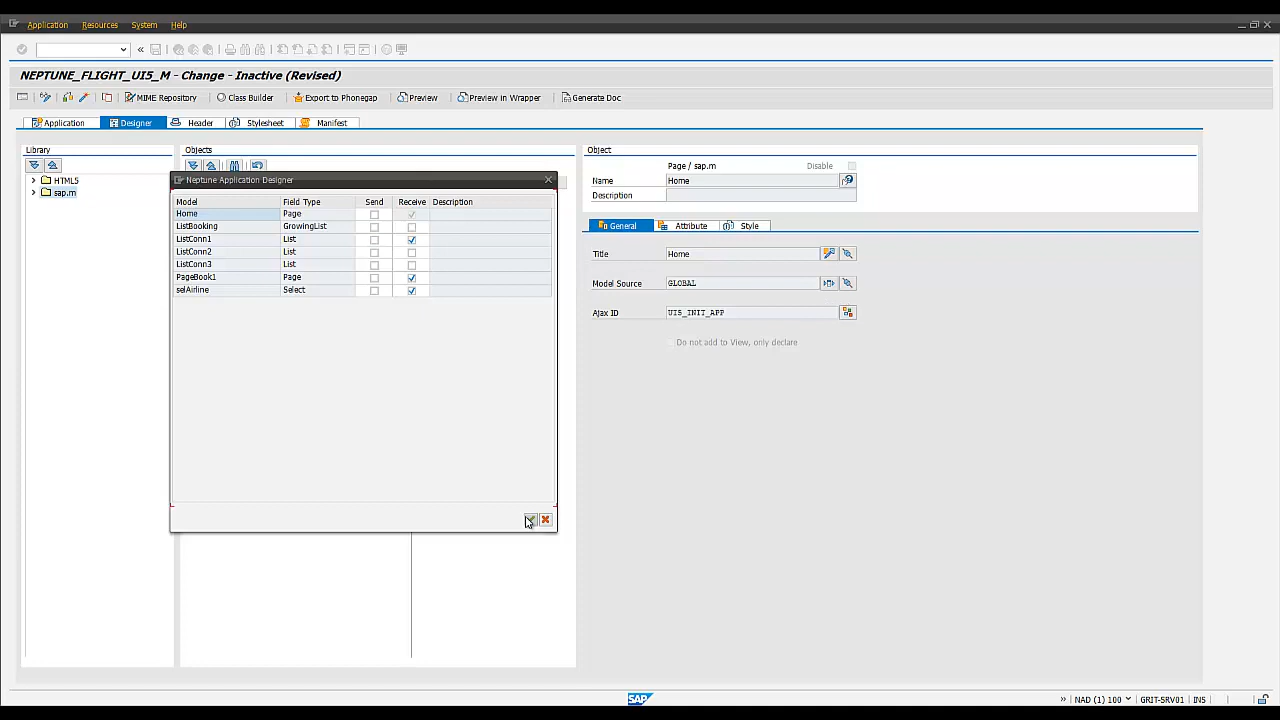 Application Resources System Help
NEPTUNE_FLIGHT_UI5_M - Change - Inactive (Revised)
MIME Repository Class Builder Export to Phonegap Preview Preview in Wrapper Generate Doc
Application Designer Header Stylesheet Manifest
Library
HTML5
sap.m
Objects
Neptune Application Designer
Model Field Type Send Receive Description
Home Page
ListBooking GrowingList
ListConn1 List
ListConn2 List
ListConn3 List
PageBook1 Page
selAirline Select
Object
Page / sap.m Disable
Name Home
Description
General Attribute Style
Title Home
Model Source GLOBAL
Ajax ID UI5_INIT_APP
Do not add to View, only declare
SAP
NAD (1) 100 GRIT-SRV01 INS